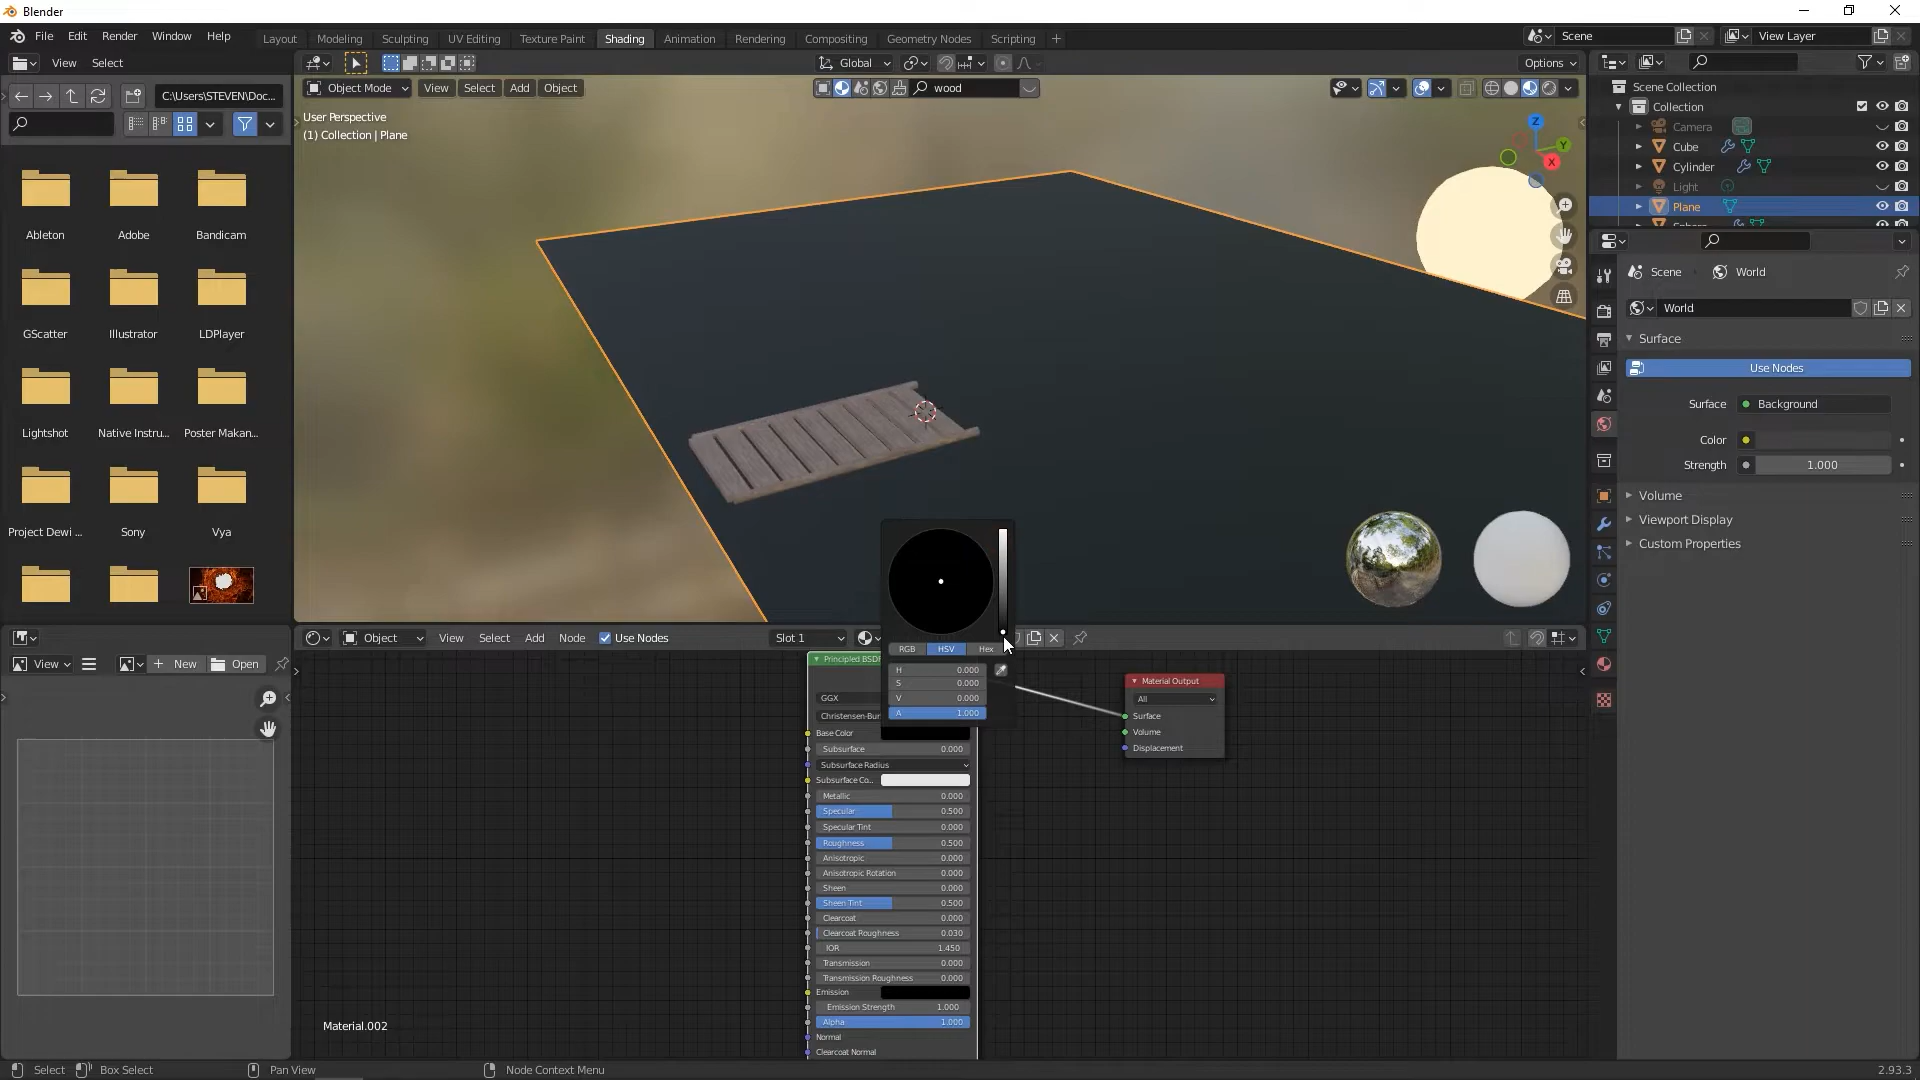 Blender
File Edit Render Window Help
Layout Modeling Sculpting UV Editing Texture Paint Shading Animation Rendering Compositing Geometry Nodes Scripting +
Scene
View Layer
View Select
Global
Options
C:\Users\STEVEN\Doc...
Object Mode View Select Add Object
wood
User Perspective
(1) Collection | Plane
Z
Y
X
Scene Collection
Collection
Camera
Cube
Cylinder
Light
Plane
Ableton Adobe Bandicam
GScatter Illustrator LDPlayer
Lightshot Native Instru... Poster Makan...
Project Dewi ... Sony Vya
Scene World
World
Surface
Use Nodes
Surface Background
Color
Strength 1.000
Volume
Viewport Display
Custom Properties
View New Open
Object View Select Add Node Use Nodes Slot 1
RGB HSV Hex
H 0.000
S 0.000
V 0.000
A 1.000
Principled BSDF
GGX
Christensen-Bur
Base Color
Subsurface 0.000
Subsurface Radius
Subsurface Co..
Metallic 0.000
Specular 0.500
Specular Tint 0.000
Roughness 0.500
Anisotropic 0.000
Anisotropic Rotation 0.000
Sheen 0.000
Sheen Tint 0.500
Clearcoat 0.000
Clearcoat Roughness 0.030
IOR 1.450
Transmission 0.000
Transmission Roughness 0.000
Emission
Emission Strength 1.000
Alpha 1.000
Normal
Clearcoat Normal
Material Output
All
Surface
Volume
Displacement
Material.002
Select Box Select Pan View Node Context Menu 2.93.3